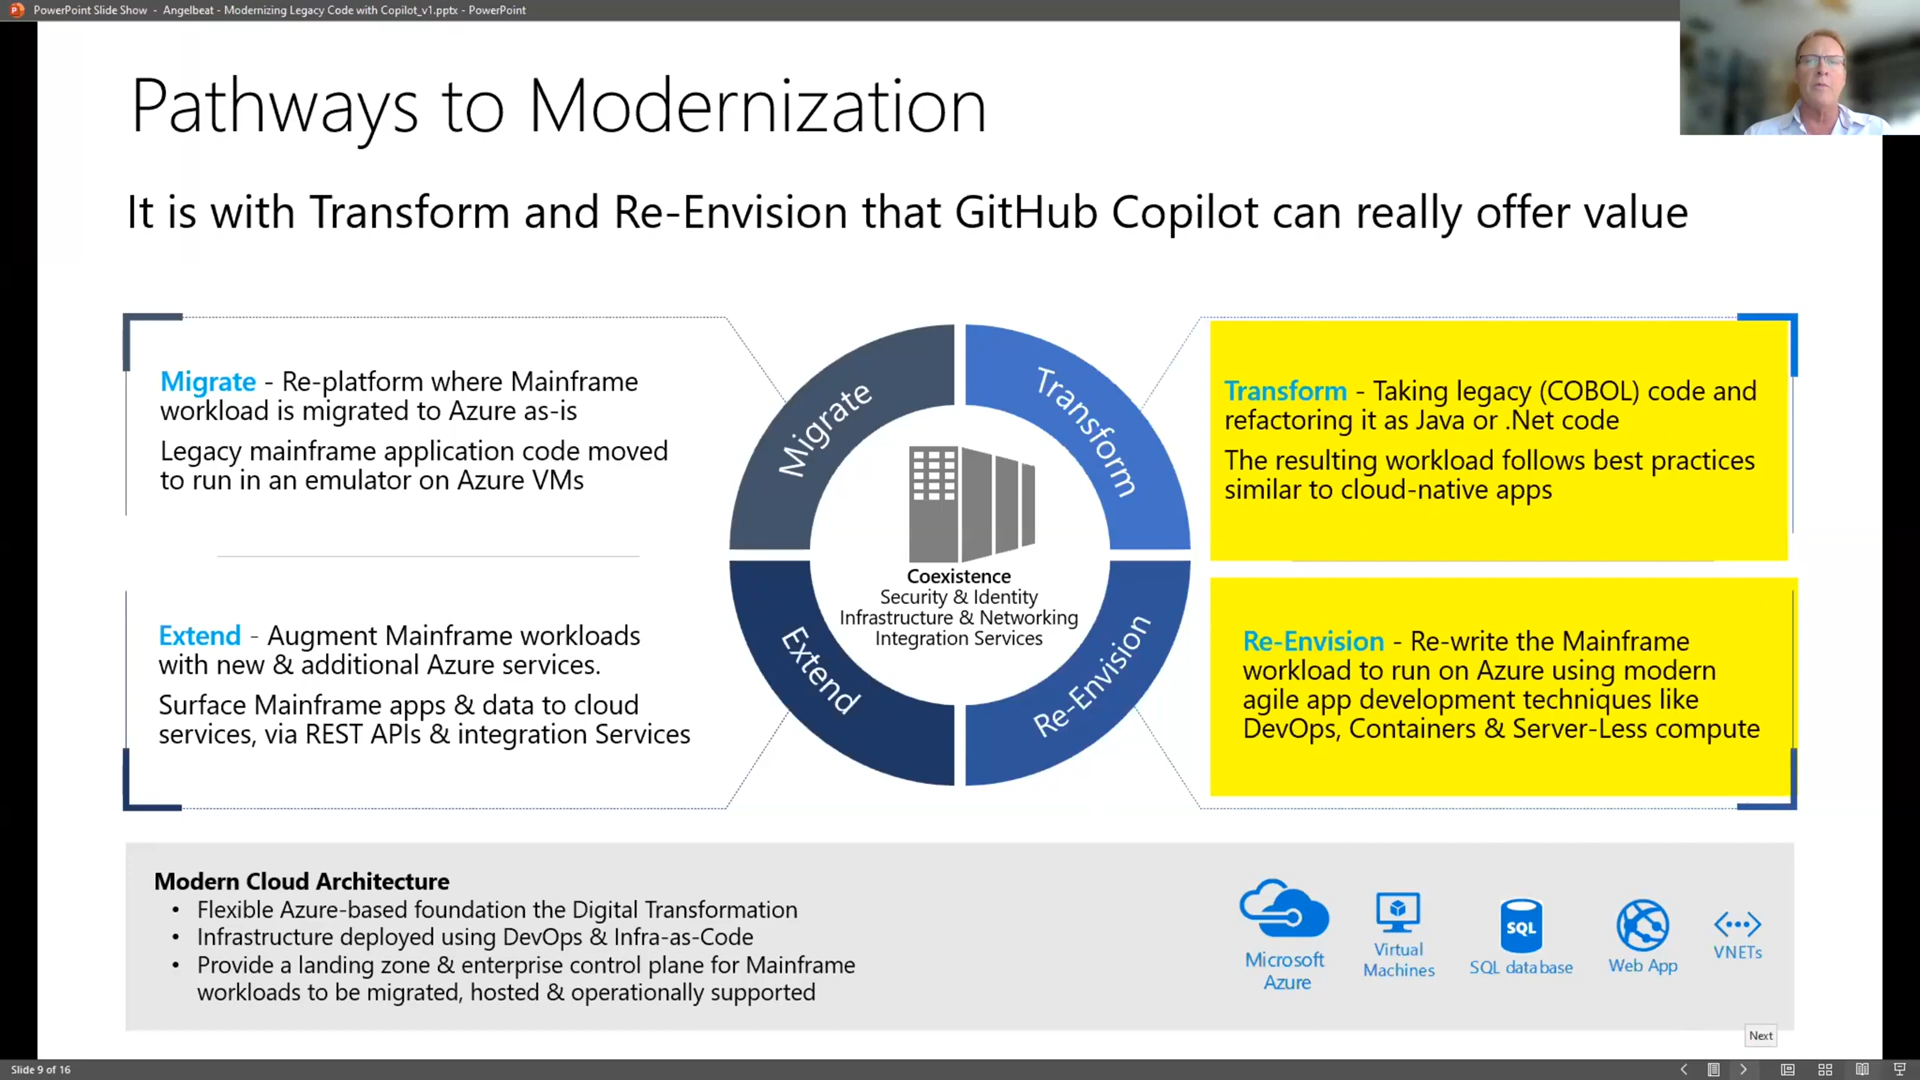 PowerPoint Slide Show - Angelbeat - Modernizing Legacy Code with Copilot_v1.pptx - PowerPoint
Pathways to Modernization
It is with Transform and Re-Envision that GitHub Copilot can really offer value
Migrate - Re-platform where Mainframe
workload is migrated to Azure as-is
Legacy mainframe application code moved
to run in an emulator on Azure VMs
Extend - Augment Mainframe workloads
with new & additional Azure services.
Surface Mainframe apps & data to cloud
services, via REST APIs & integration Services
Migrate
Transform
Extend
Re-Envision
Coexistence
Security & Identity
Infrastructure & Networking
Integration Services
Transform - Taking legacy (COBOL) code and
refactoring it as Java or .Net code
The resulting workload follows best practices
similar to cloud-native apps
Re-Envision - Re-write the Mainframe
workload to run on Azure using modern
agile app development techniques like
DevOps, Containers & Server-Less compute
Modern Cloud Architecture
• Flexible Azure-based foundation the Digital Transformation
• Infrastructure deployed using DevOps & Infra-as-Code
• Provide a landing zone & enterprise control plane for Mainframe
workloads to be migrated, hosted & operationally supported
Microsoft
Azure
Virtual
Machines
SQL
SQL database
Web App
VNETs
Next
Slide 9 of 16